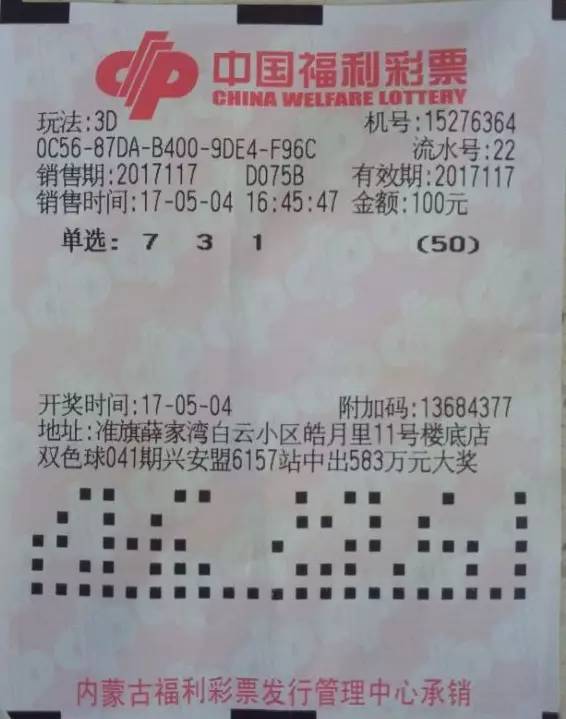 中国福利彩票
CHINA WELFARE LOTTERY
玩法:3D 机号:15276364
0C56-87DA-B400-9DE4-F96C 流水号:22
销售期:2017117 D075B 有效期:2017117
销售时间:17-05-04 16:45:47 金额:100元
单选: 7 3 1 (50)
开奖时间:17-05-04 附加码:13684377
地址:准旗薛家湾白云小区皓月里11号楼底店
双色球041期兴安盟6157站中出583万元大奖
内蒙古福利彩票发行管理中心承销